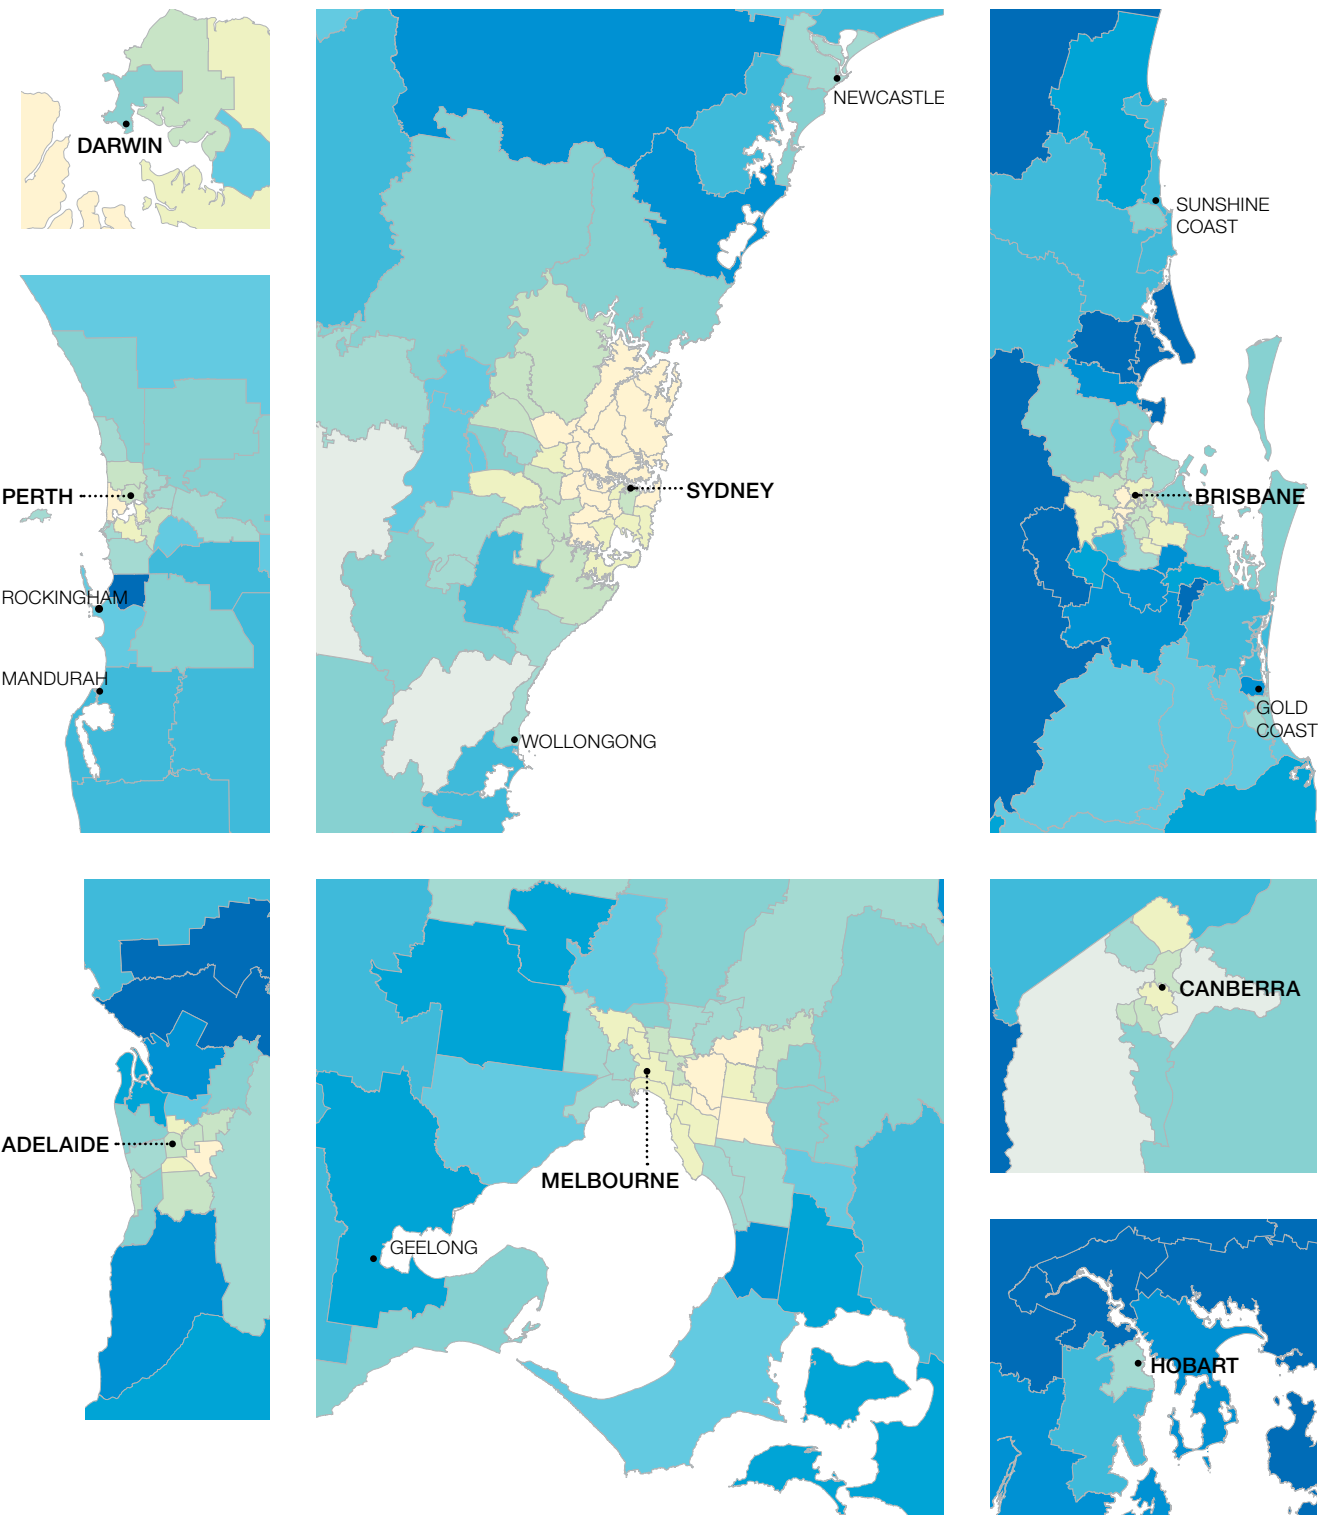 DARWIN
NEWCASTLE
SUNSHINE
COAST
PERTH
SYDNEY
BRISBANE
ROCKINGHAM
MANDURAH
WOLLONGONG
GOLD
COAST
CANBERRA
ADELAIDE
MELBOURNE
GEELONG
HOBART